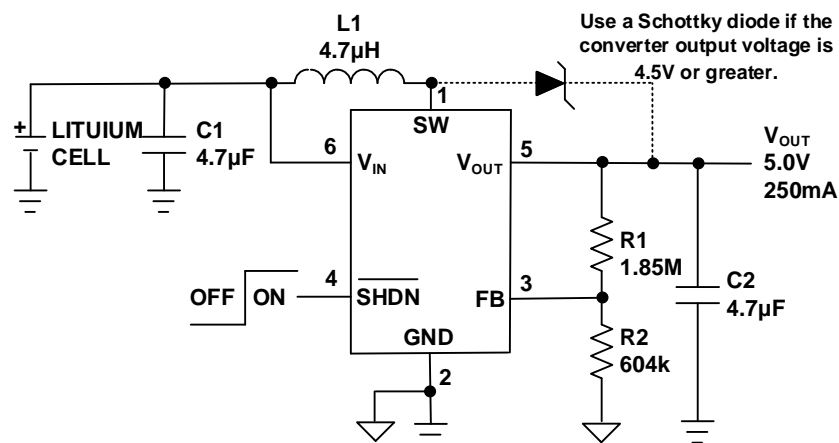 L1
4.7µH
Use a Schottky diode if the
converter output voltage is
4.5V or greater.
1
SW
+
LITUIUM
CELL
C1
4.7µF
6
VIN
VOUT
5
VOUT
5.0V
250mA
R1
1.85M
OFF
ON
4
SHDN
FB
3
C2
4.7µF
GND
2
R2
604k